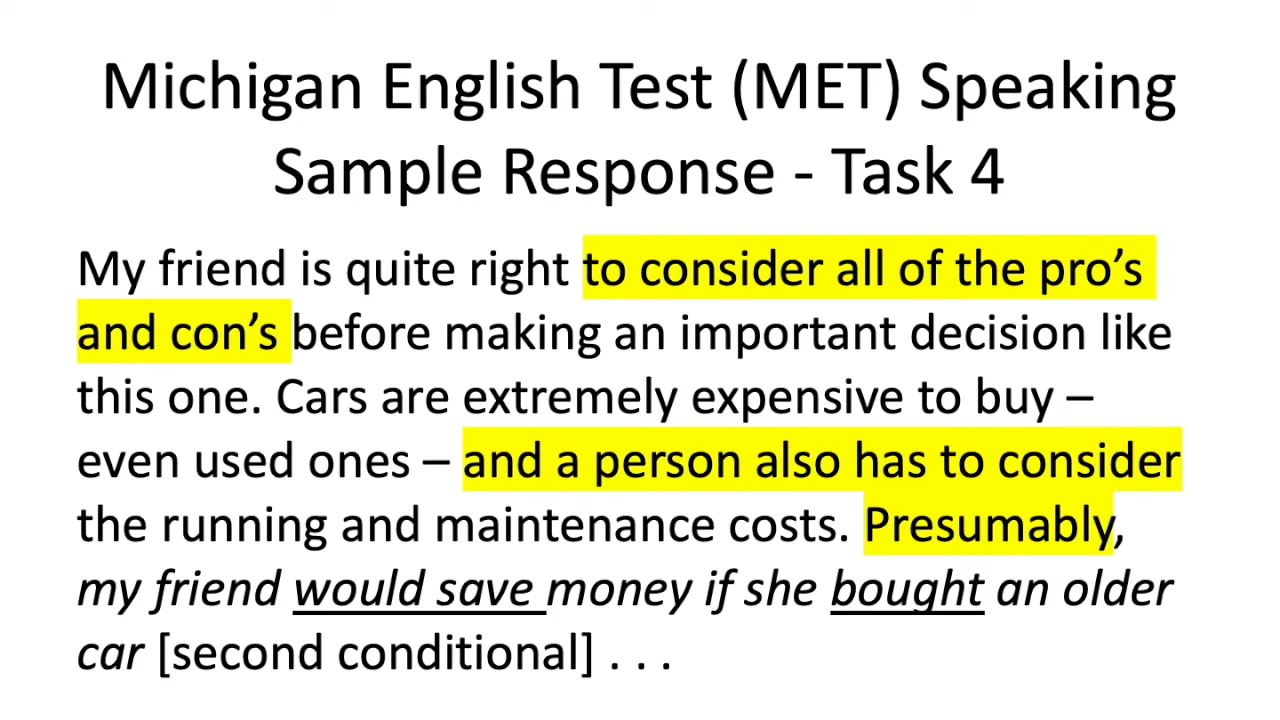 Michigan English Test (MET) Speaking
Sample Response - Task 4
My friend is quite right to consider all of the pro’s
and con’s before making an important decision like
this one. Cars are extremely expensive to buy –
even used ones – and a person also has to consider
the running and maintenance costs. Presumably,
my friend would save money if she bought an older
car [second conditional] . . .